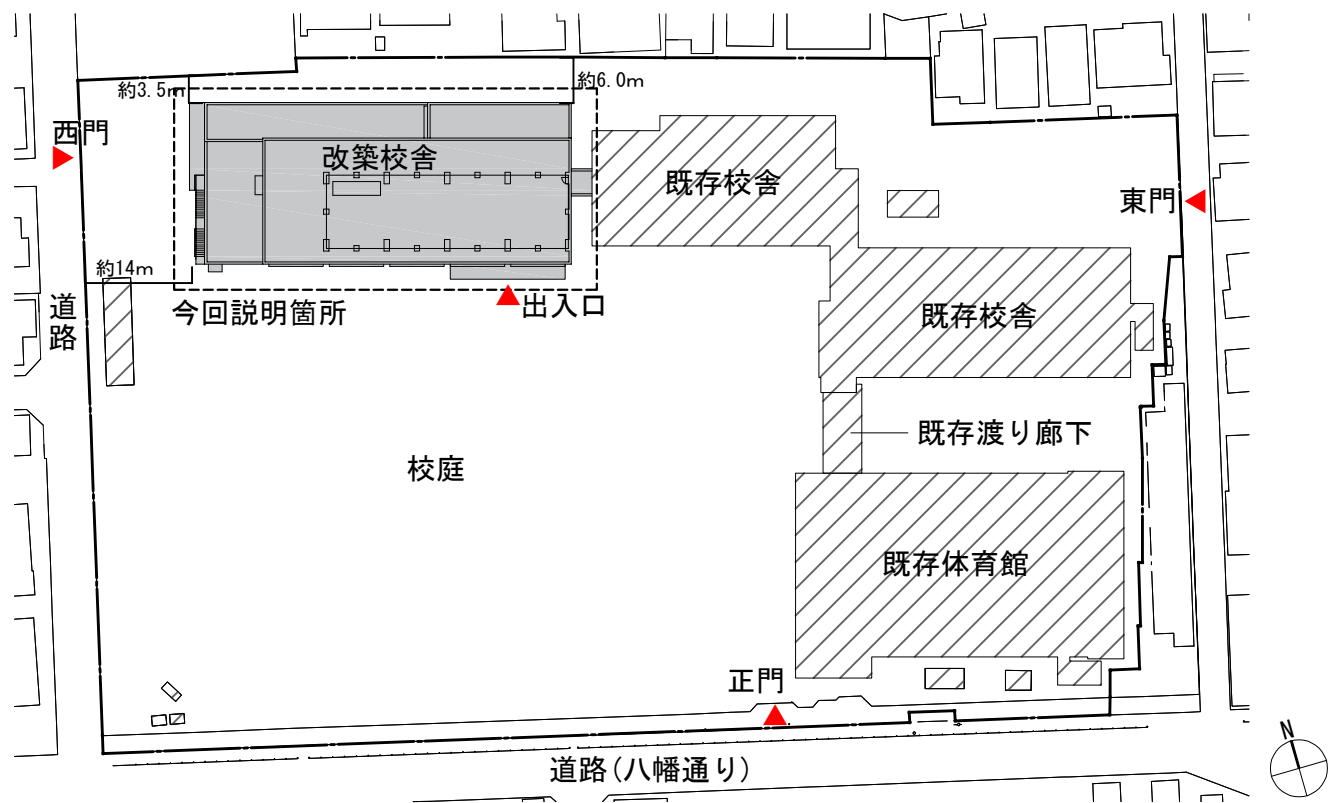 約3.5m
約6.0m
西門
改築校舎
既存校舎
東門
約14m
道路
今回説明箇所
出入口
既存校舎
既存渡り廊下
校庭
既存体育館
正門
道路(八幡通り)
N